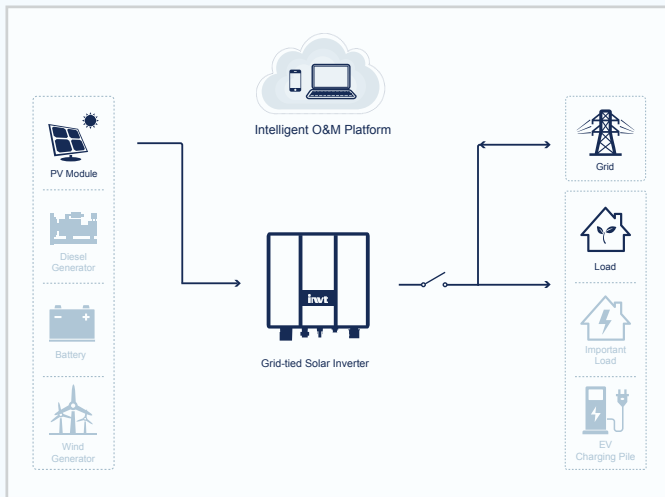 Intelligent O&M Platform
PV Module
Diesel
Generator
Battery
Wind
Generator
invt
Grid-tied Solar Inverter
Grid
Load
Important
Load
EV
Charging Pile